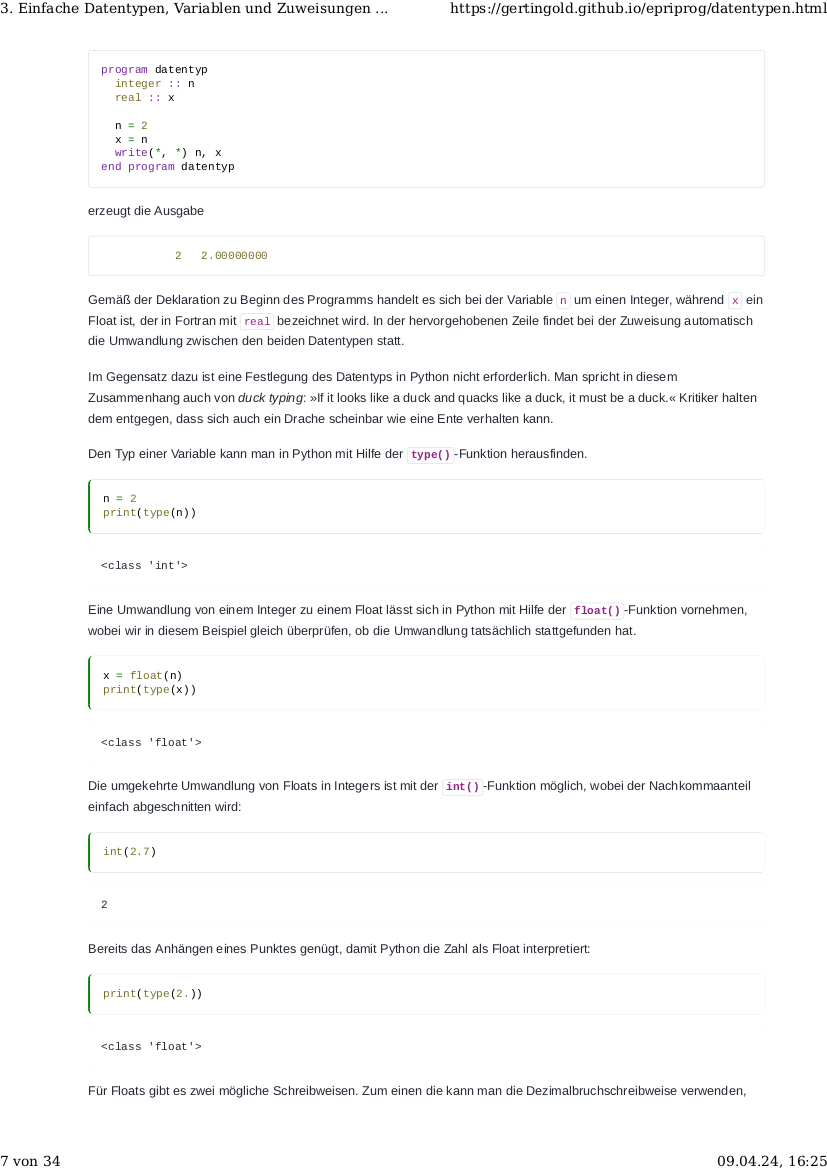 3. Einfache Datentypen, Variablen und Zuweisungen ... https://gertingold.github.io/epriprog/datentypen.html
program datentyp
  integer :: n
  real :: x

  n = 2
  x = n
  write(*, *) n, x
end program datentyp
erzeugt die Ausgabe
          2   2.00000000
Gemäß der Deklaration zu Beginn des Programms handelt es sich bei der Variable n um einen Integer, während x ein
Float ist, der in Fortran mit real bezeichnet wird. In der hervorgehobenen Zeile findet bei der Zuweisung automatisch
die Umwandlung zwischen den beiden Datentypen statt.
Im Gegensatz dazu ist eine Festlegung des Datentyps in Python nicht erforderlich. Man spricht in diesem
Zusammenhang auch von duck typing: »If it looks like a duck and quacks like a duck, it must be a duck.« Kritiker halten
dem entgegen, dass sich auch ein Drache scheinbar wie eine Ente verhalten kann.
Den Typ einer Variable kann man in Python mit Hilfe der type()-Funktion herausfinden.
n = 2
print(type(n))
<class 'int'>
Eine Umwandlung von einem Integer zu einem Float lässt sich in Python mit Hilfe der float()-Funktion vornehmen,
wobei wir in diesem Beispiel gleich überprüfen, ob die Umwandlung tatsächlich stattgefunden hat.
x = float(n)
print(type(x))
<class 'float'>
Die umgekehrte Umwandlung von Floats in Integers ist mit der int()-Funktion möglich, wobei der Nachkommaanteil
einfach abgeschnitten wird:
int(2.7)
2
Bereits das Anhängen eines Punktes genügt, damit Python die Zahl als Float interpretiert:
print(type(2.))
<class 'float'>
Für Floats gibt es zwei mögliche Schreibweisen. Zum einen die kann man die Dezimalbruchschreibweise verwenden,
7 von 34 09.04.24, 16:25